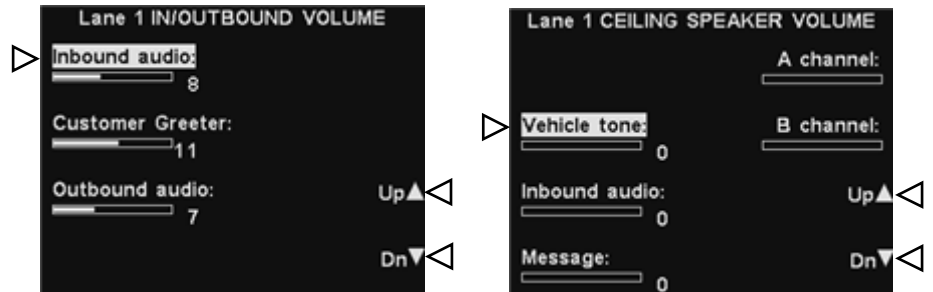 Lane 1 IN/OUTBOUND VOLUME
Inbound audio:
8
Customer Greeter:
11
Outbound audio:
7
Up
Dn
Lane 1 CEILING SPEAKER VOLUME
A channel:
Vehicle tone:
0
B channel:
Inbound audio:
0
Up
Message:
0
Dn